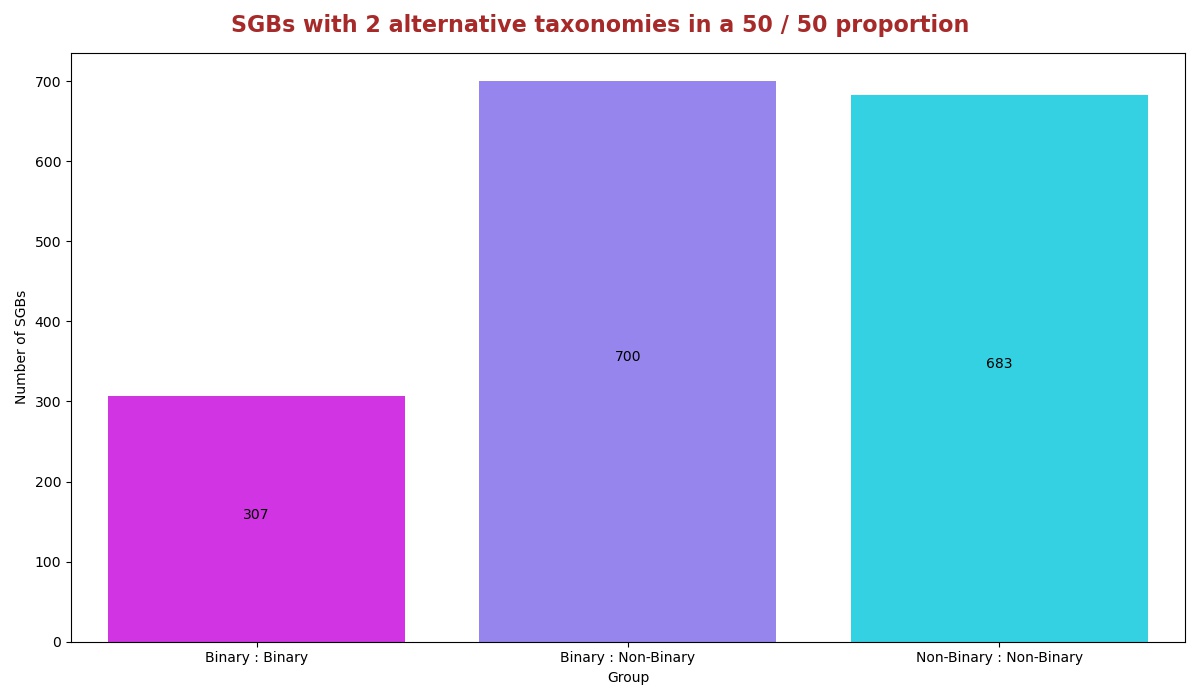 SGBs with 2 alternative taxonomies in a 50 / 50 proportion
Number of SGBs
700
600
500
400
300
200
100
0
307
700
683
Binary : Binary
Binary : Non-Binary
Non-Binary : Non-Binary
Group